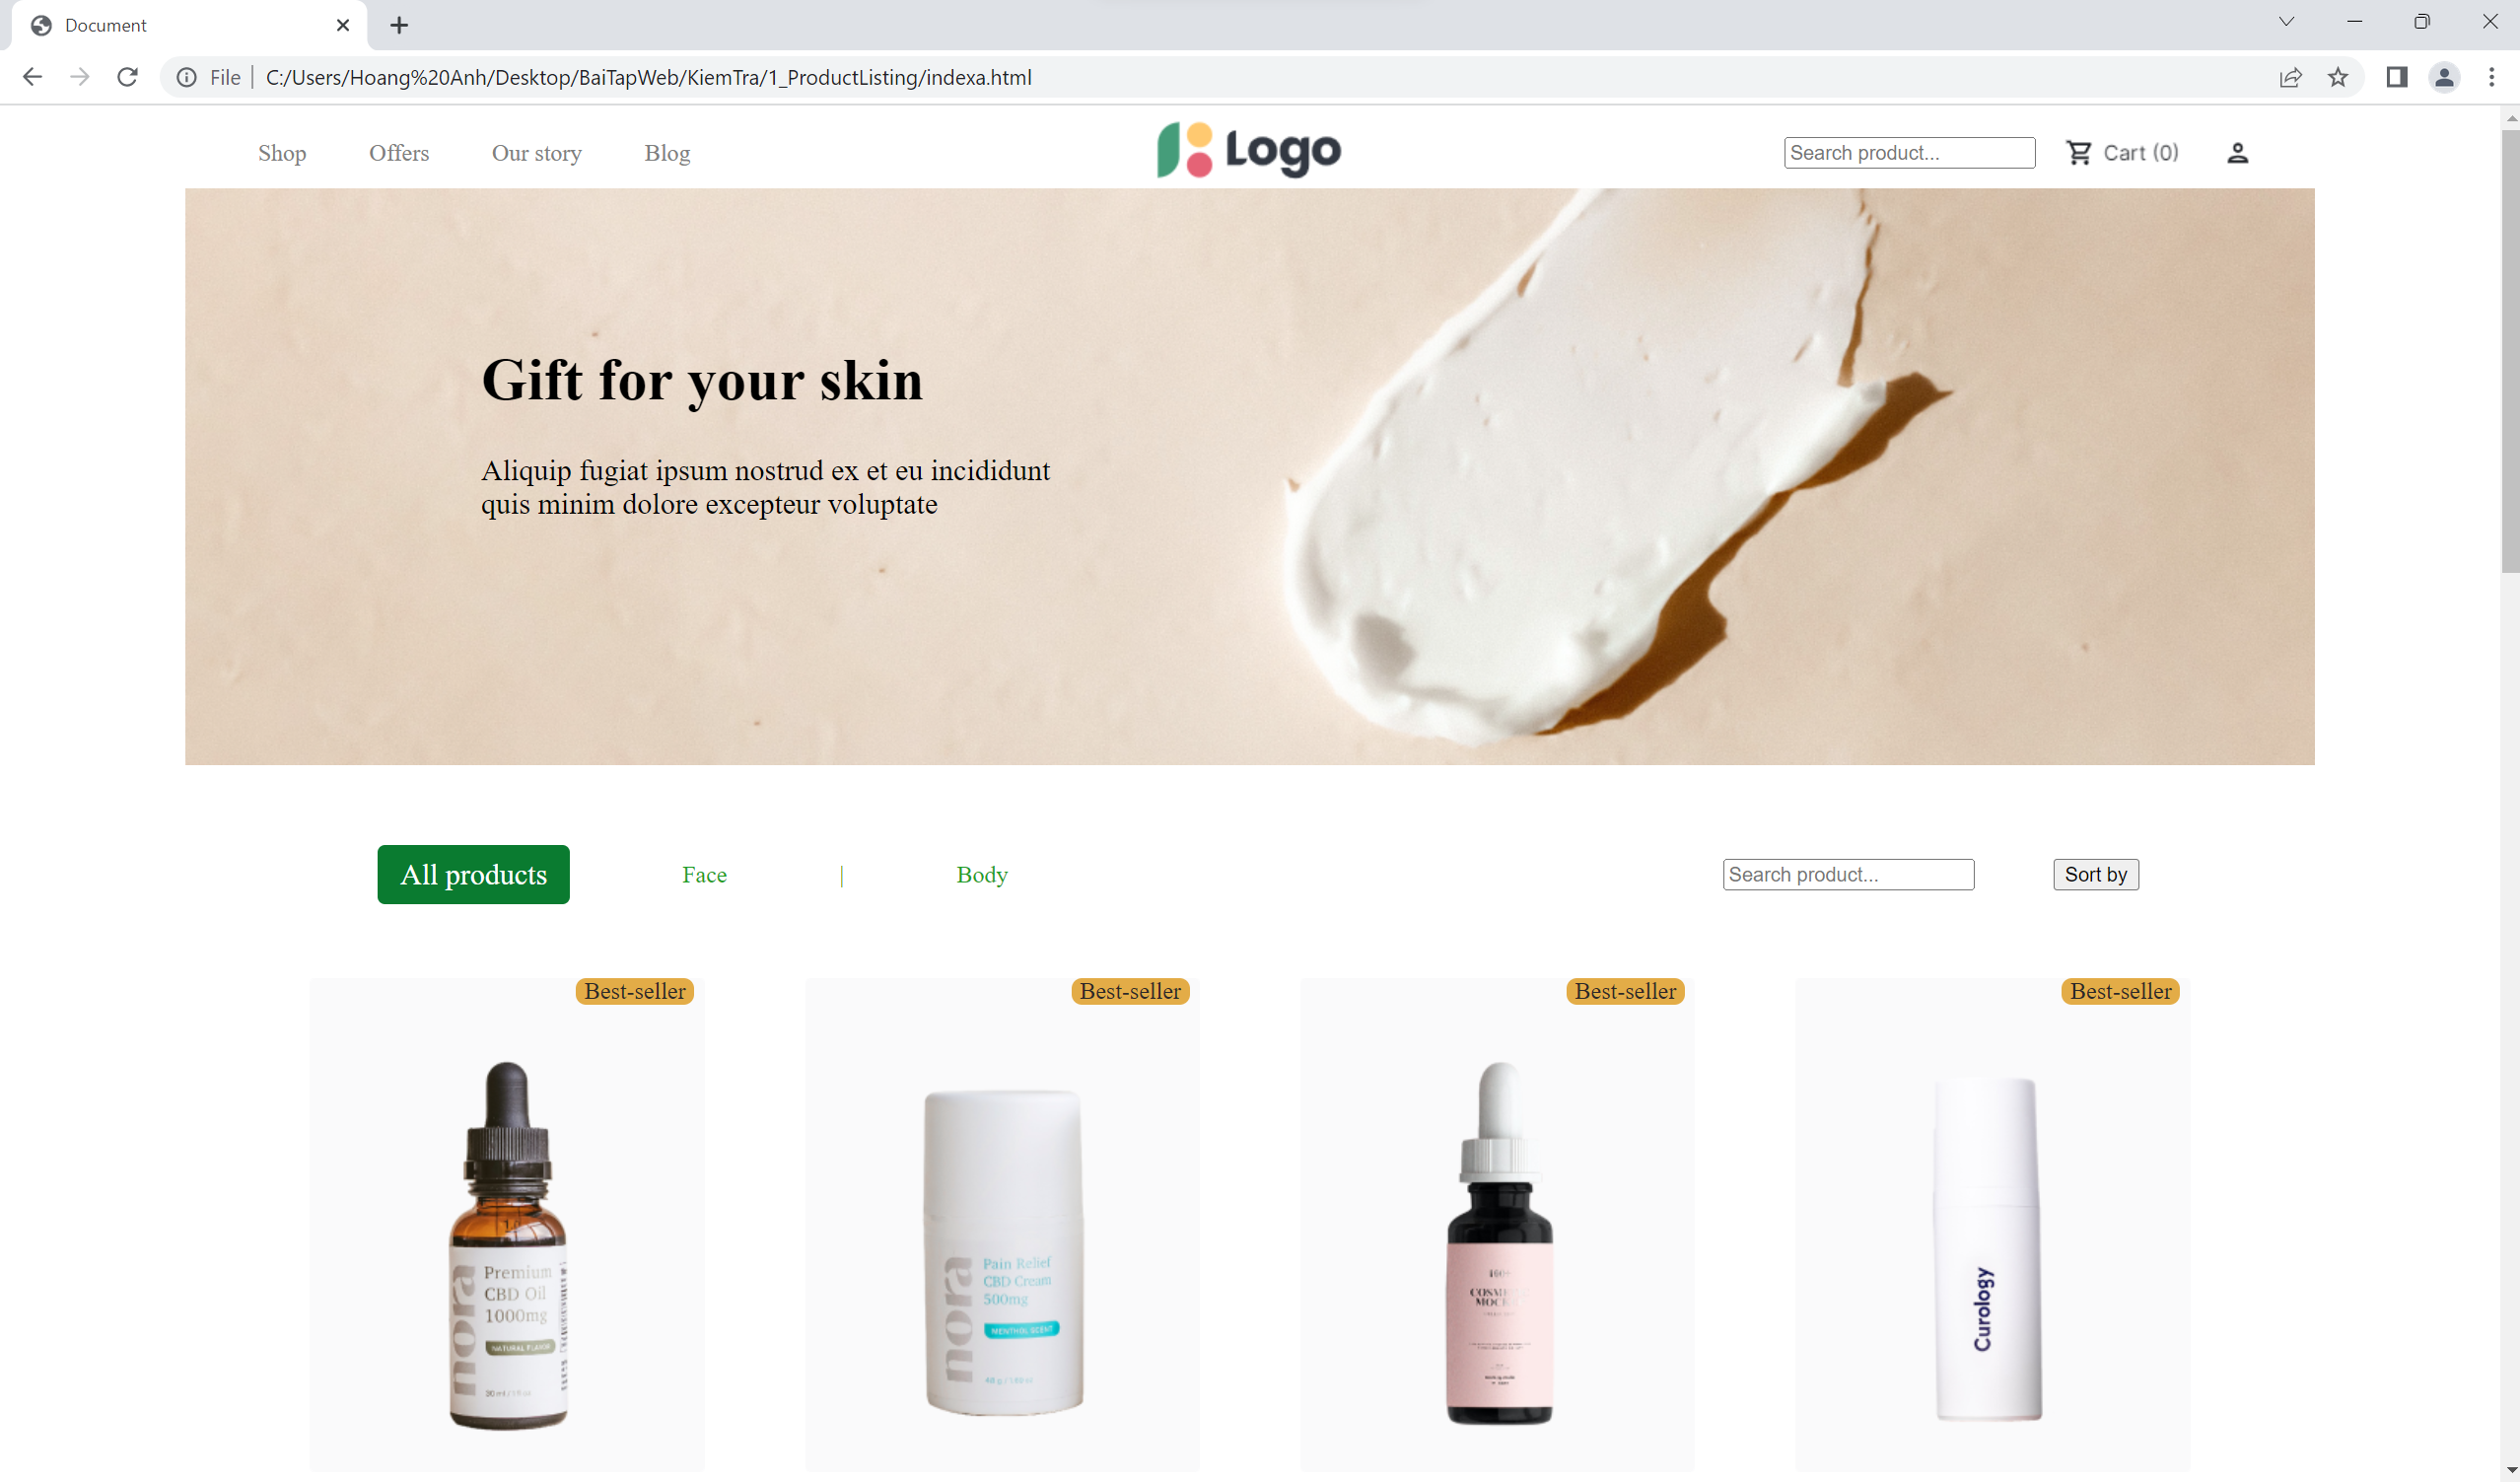 Document
File
C:/Users/Hoang%20Anh/Desktop/BaiTapWeb/KiemTra/1_ProductListing/indexa.html
Shop
Offers
Our story
Blog
Logo
Search product...
Cart (0)
Gift for your skin
Aliquip fugiat ipsum nostrud ex et eu incididunt
quis minim dolore excepteur voluptate
All products
Face
|
Body
Search product...
Sort by
Best-seller
Best-seller
Best-seller
Best-seller
nora
Premium
CBD Oil
1000mg
NATURAL FLAVOR
nora
Pain Relief
CBD Cream
500mg
MENTHOL SCENT
Curology